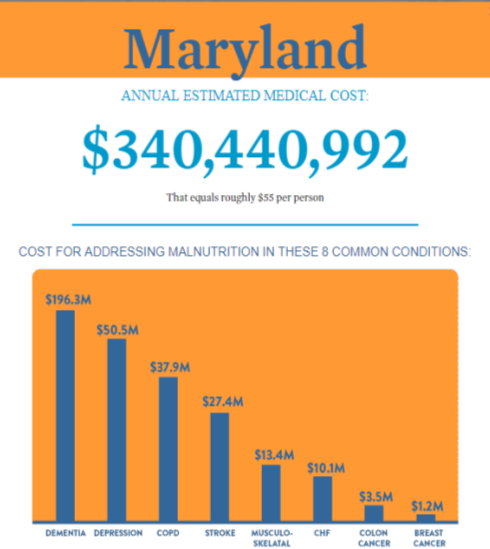 Maryland
ANNUAL ESTIMATED MEDICAL COST:
$340,440,992
That equals roughly $55 per person
COST FOR ADDRESSING MALNUTRITION IN THESE 8 COMMON CONDITIONS:
$196.3M
$50.5M
$37.9M
$27.4M
$13.4M
$10.1M
$3.5M
$1.2M
DEMENTIA DEPRESSION COPD STROKE MUSCULO- CHF COLON BREAST
SKELATAL CANCER CANCER